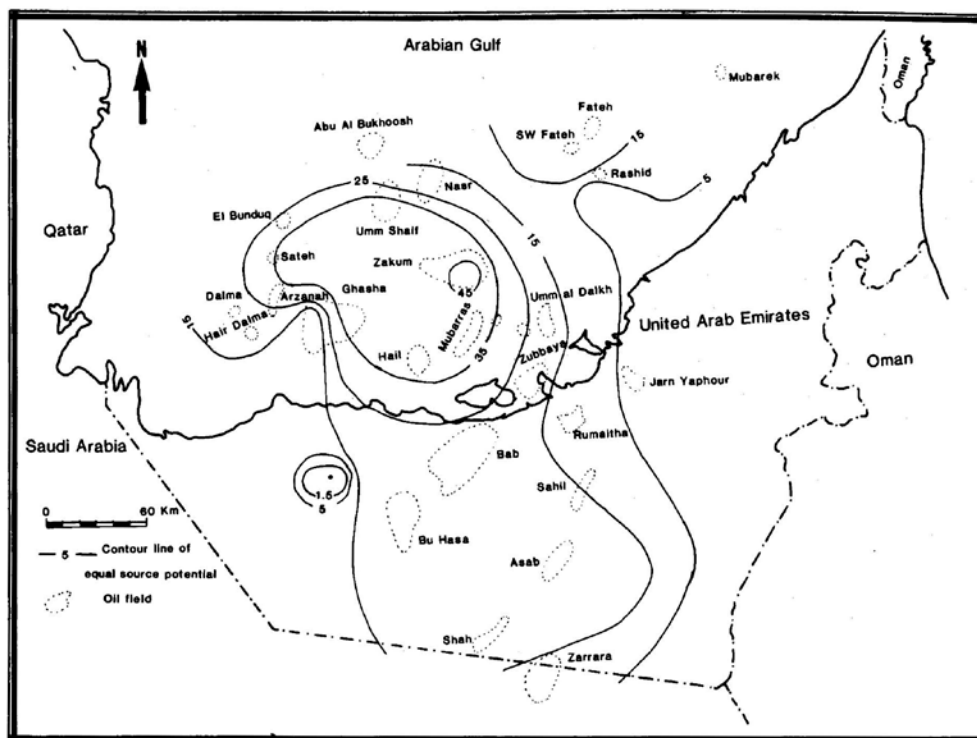 Arabian Gulf
N
Oman
Mubarek
Fateh
Abu Al Bukhoosh
SW Fateh
15
Rashid
25
Nasr
5
El Bunduq
Qatar
Umm Shaif
15
Sateh
Zakum
Dalma
Arzanah
Ghasha
45
Umm al Dalkh
15
Hair Dalma
Mubarras
United Arab Emirates
Hail
35
Zubbaya
Oman
Jarn Yaphour
Rumaitha
Saudi Arabia
Bab
Sahil
1.5
5
0 60 Km
Bu Hasa
5 Contour line of
equal source potential
Asab
Oil field
Shah
Zarrara